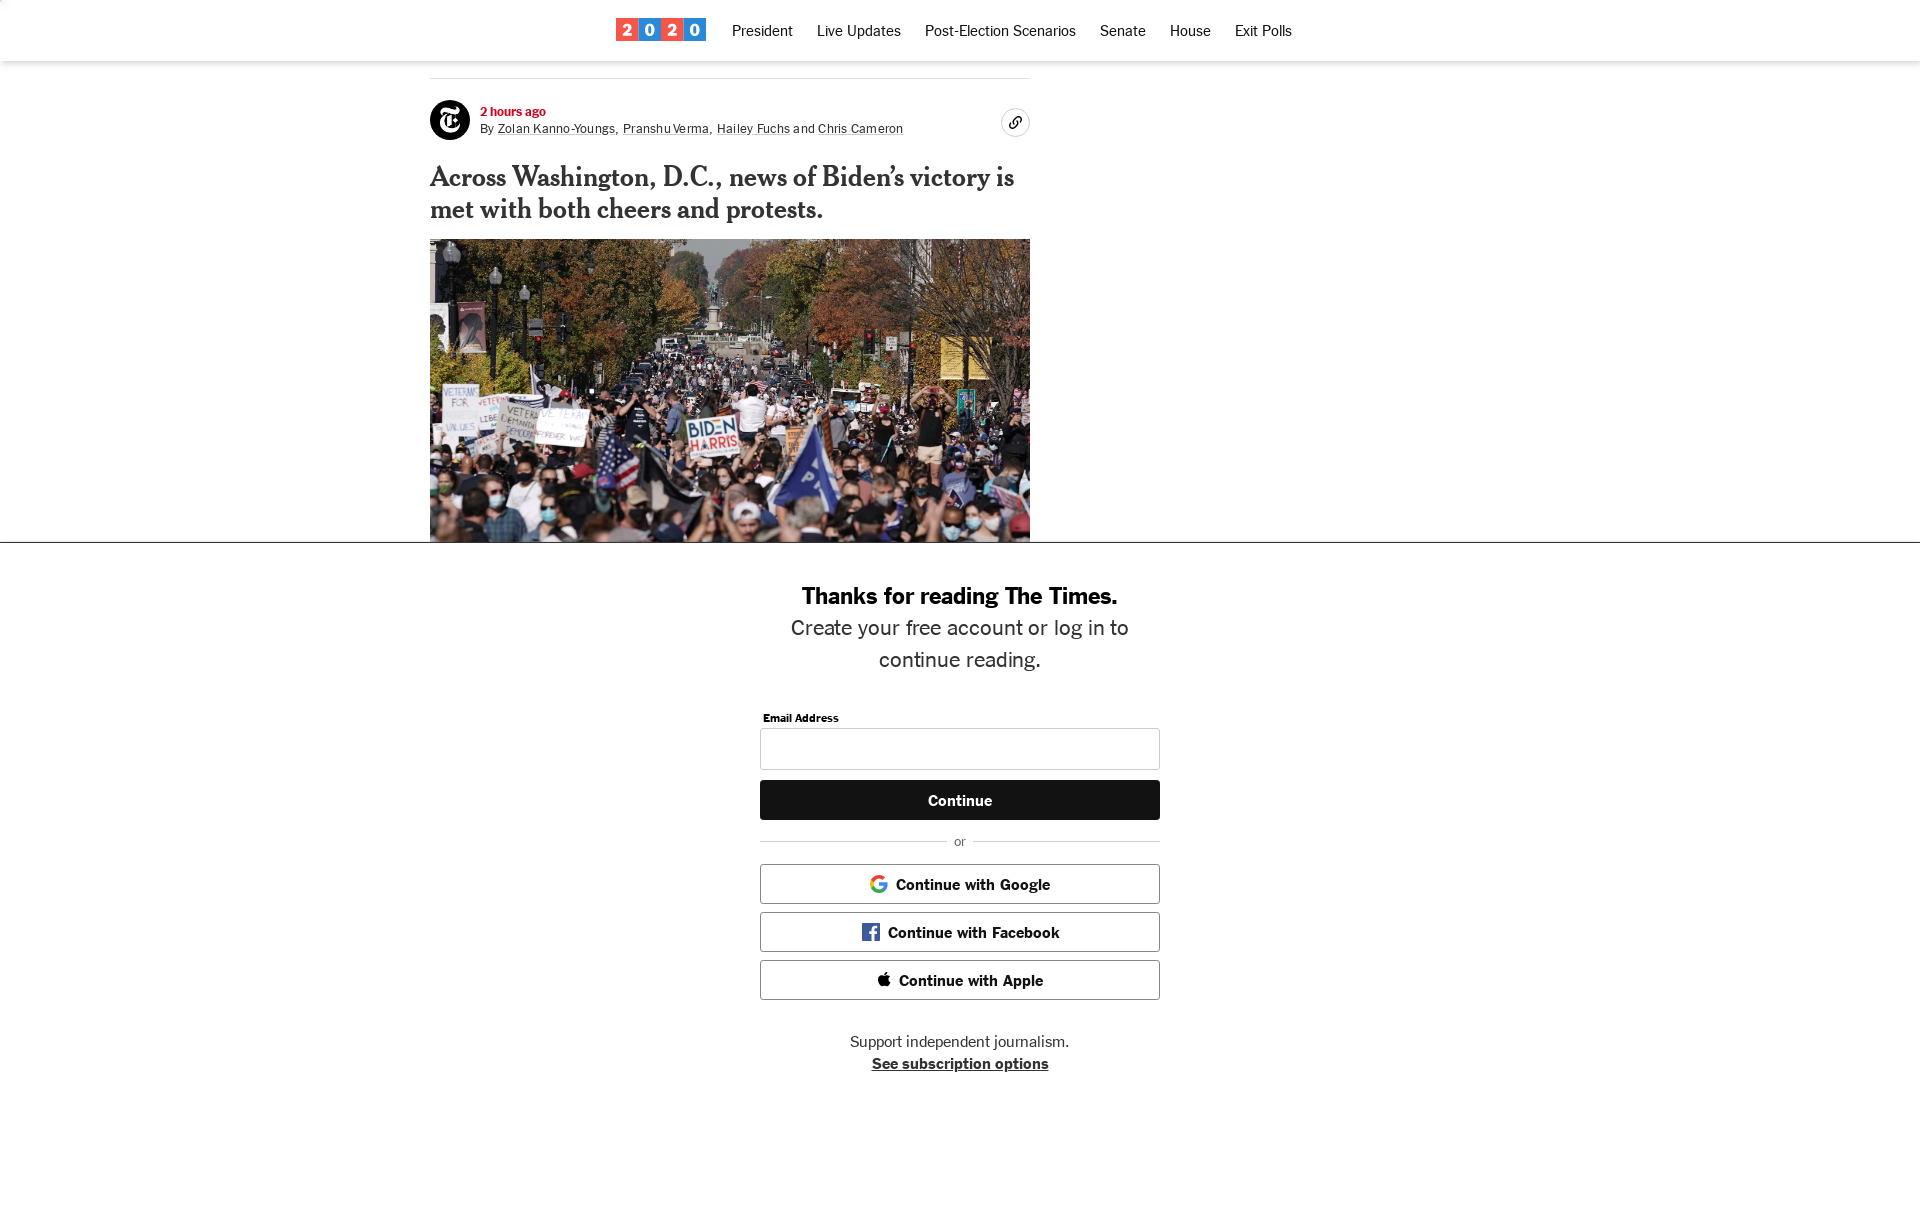 2020 President Live Updates Post-Election Scenarios Senate House Exit Polls
2 hours ago
By Zolan Kanno-Youngs, Pranshu Verma, Hailey Fuchs and Chris Cameron
Across Washington, D.C., news of Biden’s victory is
met with both cheers and protests.
VETERANS
FOR
VALUES
VETERANS
DEMAND
BIDEN
HARRIS
Thanks for reading The Times.
Create your free account or log in to
continue reading.
Email Address
Continue
or
Continue with Google
Continue with Facebook
Continue with Apple
Support independent journalism.
See subscription options